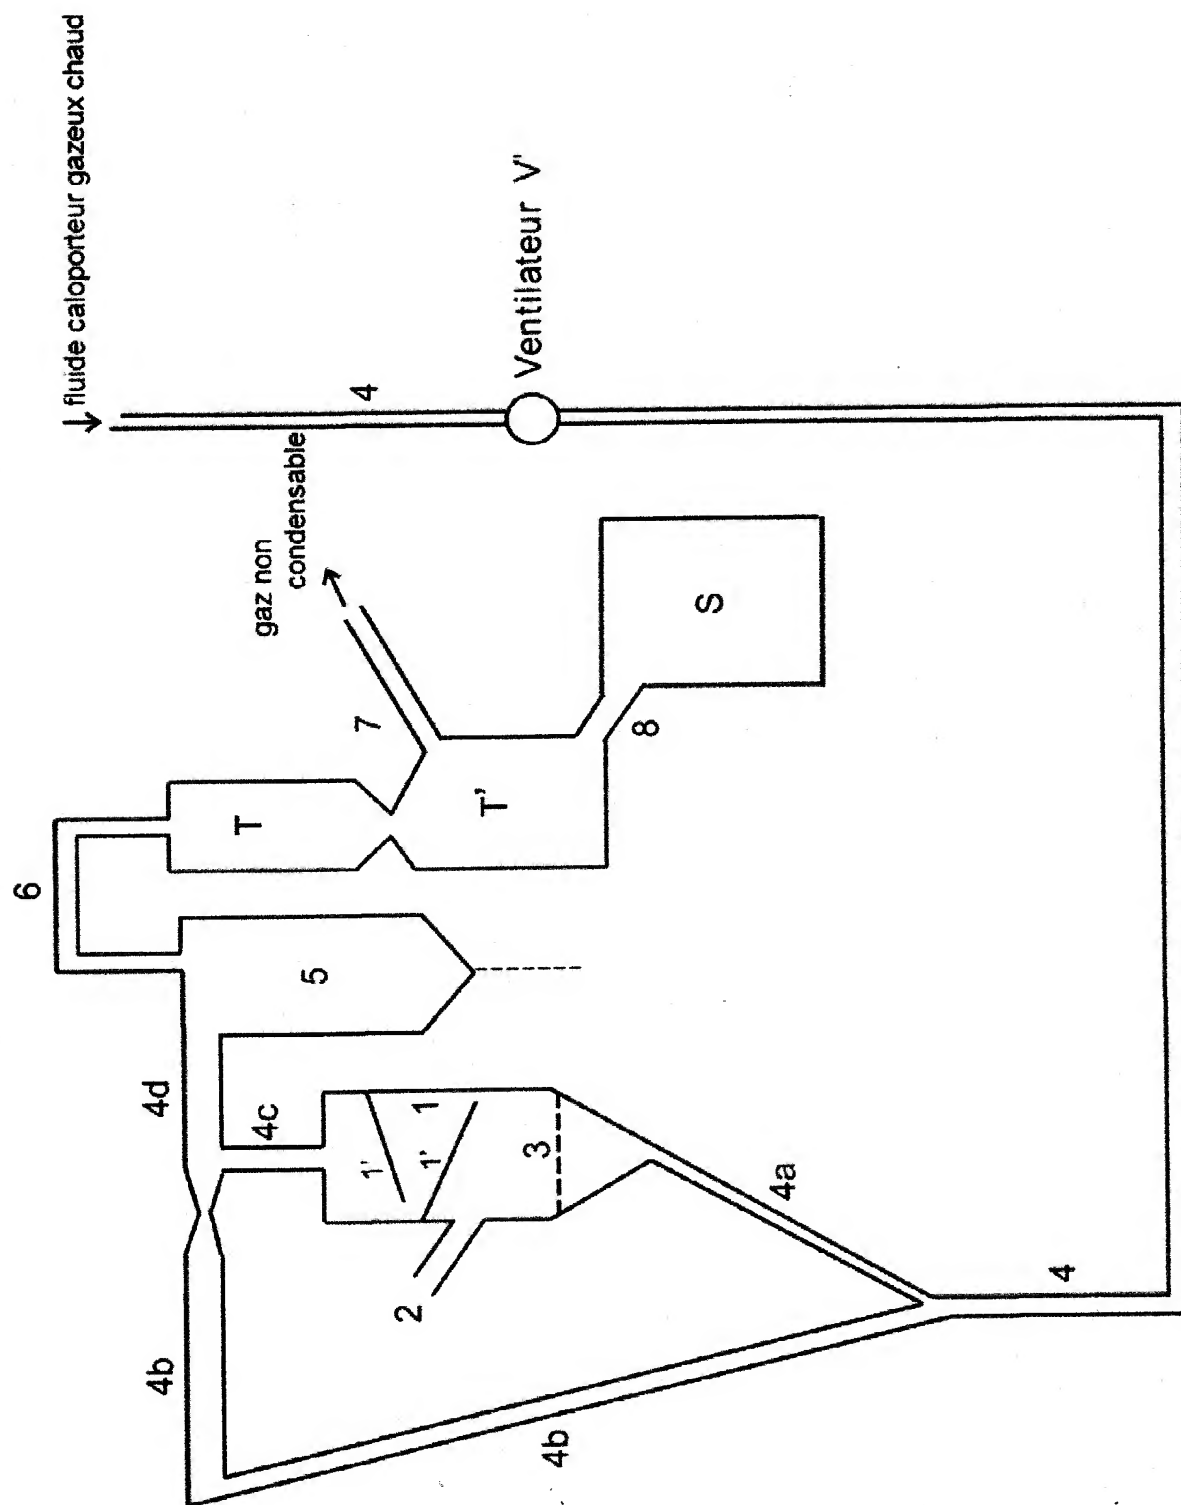 fluide caloporteur gazeux chaud
4
Ventilateur V'
gaz non
condensable
7
S
8
T
T'
6
5
4d
4c
1
1'
1'
3
2
4a
4
4b
4b